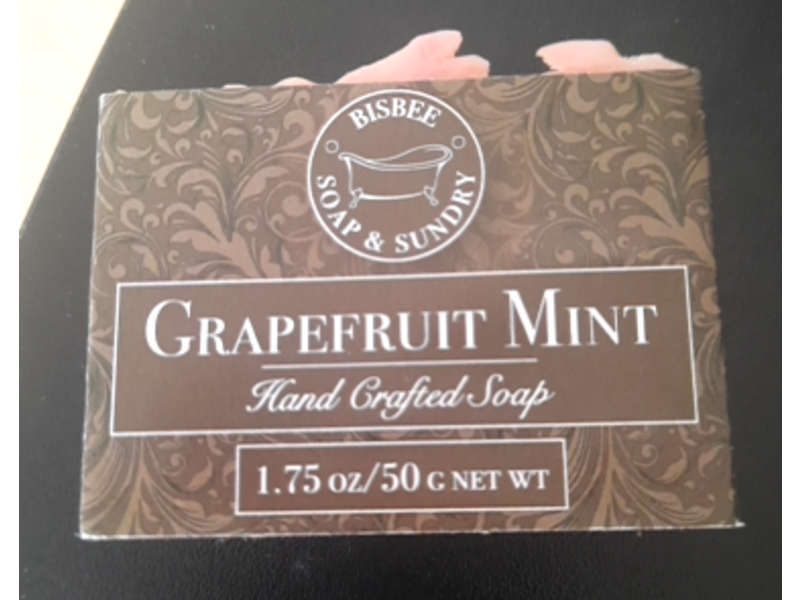 BISBEE
SOAP & SUNDRY
GRAPEFRUIT MINT
Hand Crafted Soap
1.75 OZ/50 G NET WT